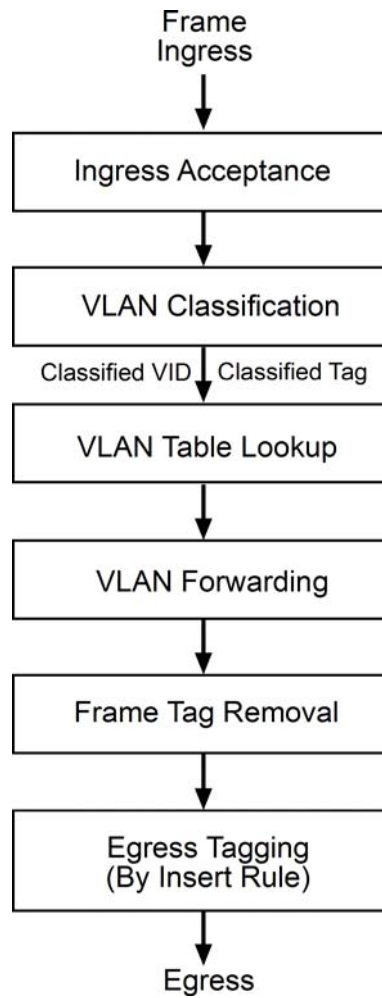 Frame
Ingress
Ingress Acceptance
VLAN Classification
Classified VID Classified Tag
VLAN Table Lookup
VLAN Forwarding
Frame Tag Removal
Egress Tagging
(By Insert Rule)
Egress